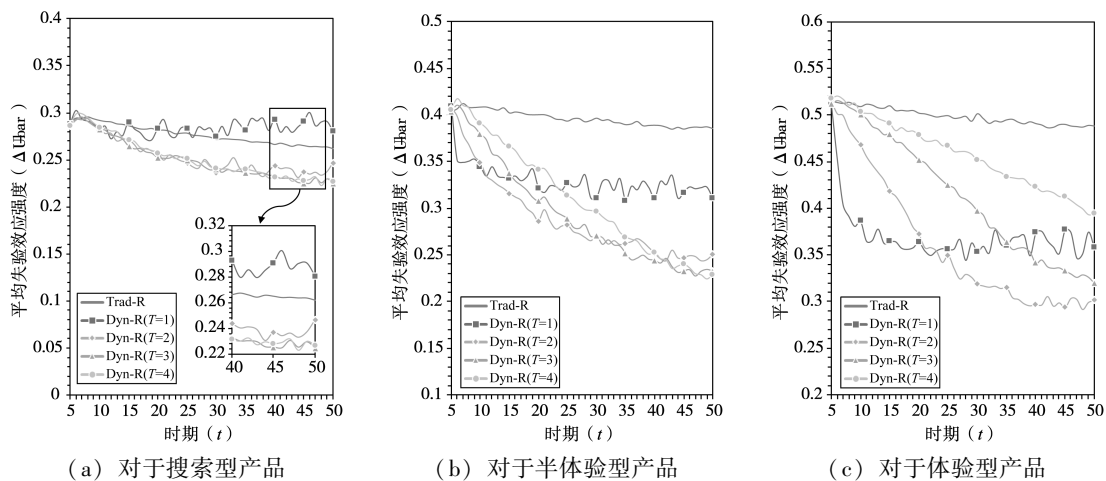 0.4
0.35
0.3
0.25
0.2
0.15
0.1
0.05
0
平均失验效应强度（ΔU-bar）
0.32
0.3
0.28
0.26
0.24
0.22
40 45 50
Trad-R
Dyn-R(T=1)
Dyn-R(T=2)
Dyn-R(T=3)
Dyn-R(T=4)
5 10 15 20 25 30 35 40 45 50
时期（t）
（a）对于搜索型产品
0.5
0.45
0.4
0.35
0.3
0.25
0.2
0.15
0.1
平均失验效应强度（ΔU-bar）
Trad-R
Dyn-R(T=1)
Dyn-R(T=2)
Dyn-R(T=3)
Dyn-R(T=4)
5 10 15 20 25 30 35 40 45 50
时期（t）
（b）对于半体验型产品
0.6
0.55
0.5
0.45
0.4
0.35
0.3
0.25
0.2
平均失验效应强度（ΔU-bar）
Trad-R
Dyn-R(T=1)
Dyn-R(T=2)
Dyn-R(T=3)
Dyn-R(T=4)
5 10 15 20 25 30 35 40 45 50
时期（t）
（c）对于体验型产品